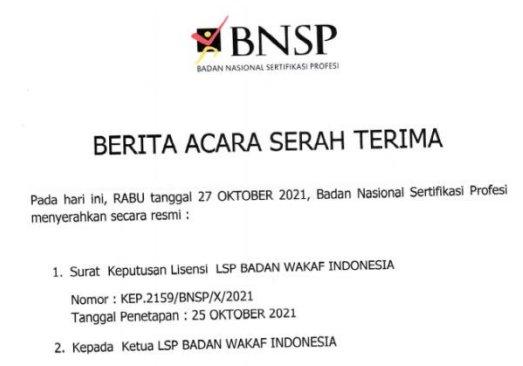 BNSP
BADAN NASIONAL SERTIFIKASI PROFESI
BERITA ACARA SERAH TERIMA
Pada hari ini, RABU tanggal 27 OKTOBER 2021, Badan Nasional Sertifikasi Profesi
menyerahkan secara resmi :
1. Surat Keputusan Lisensi LSP BADAN WAKAF INDONESIA
Nomor : KEP.2159/BNSP/X/2021
Tanggal Penetapan : 25 OKTOBER 2021
2. Kepada Ketua LSP BADAN WAKAF INDONESIA